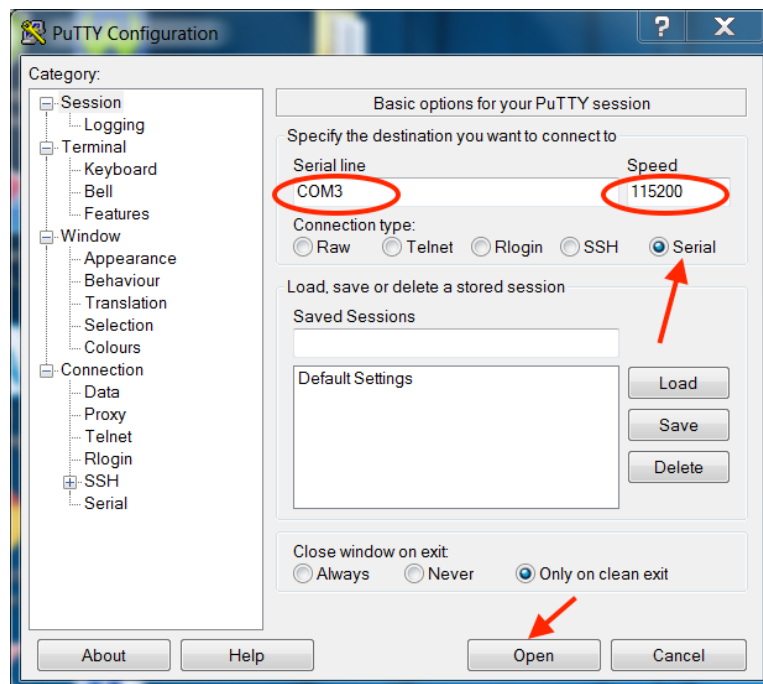 PuTTY Configuration
?
X
Category:
Session
Logging
Terminal
Keyboard
Bell
Features
Window
Appearance
Behaviour
Translation
Selection
Colours
Connection
Data
Proxy
Telnet
Rlogin
SSH
Serial
Basic options for your PuTTY session
Specify the destination you want to connect to
Serial line Speed
COM3 115200
Connection type:
Raw Telnet Rlogin SSH Serial
Load, save or delete a stored session
Saved Sessions
Default Settings
Load
Save
Delete
Close window on exit:
Always Never Only on clean exit
About Help Open Cancel